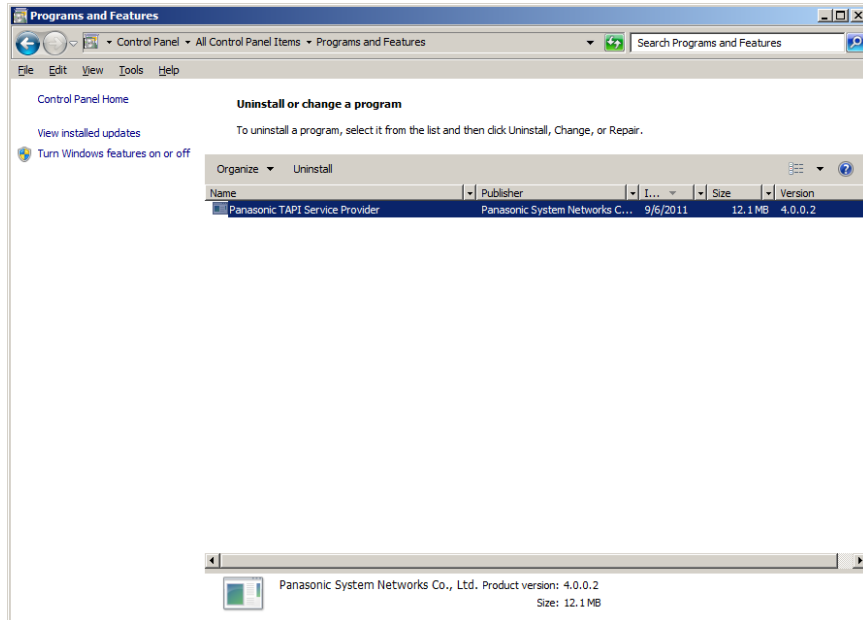 Programs and Features
Control Panel All Control Panel Items Programs and Features Search Programs and Features
File Edit View Tools Help
Control Panel Home
View installed updates
Turn Windows features on or off
Uninstall or change a program
To uninstall a program, select it from the list and then click Uninstall, Change, or Repair.
Organize Uninstall
Name Publisher I... Size Version
Panasonic TAPI Service Provider Panasonic System Networks C... 9/6/2011 12.1 MB 4.0.0.2
Panasonic System Networks Co., Ltd. Product version: 4.0.0.2
Size: 12.1 MB